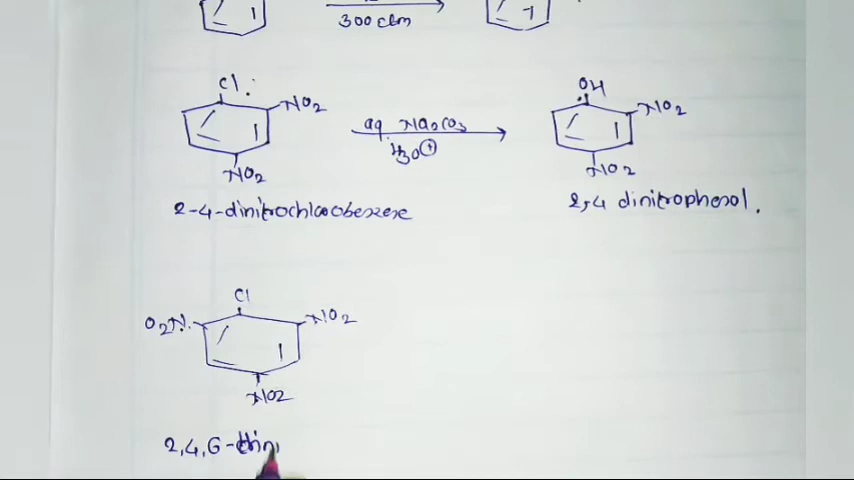 300 atm
Cl
NO2
NO2
aq Na2CO3
H3O+
OH
NO2
NO2
2-4-dinitrochlorobenzene
2,4 dinitrophenol.
Cl
O2N
NO2
NO2
2,4,6-